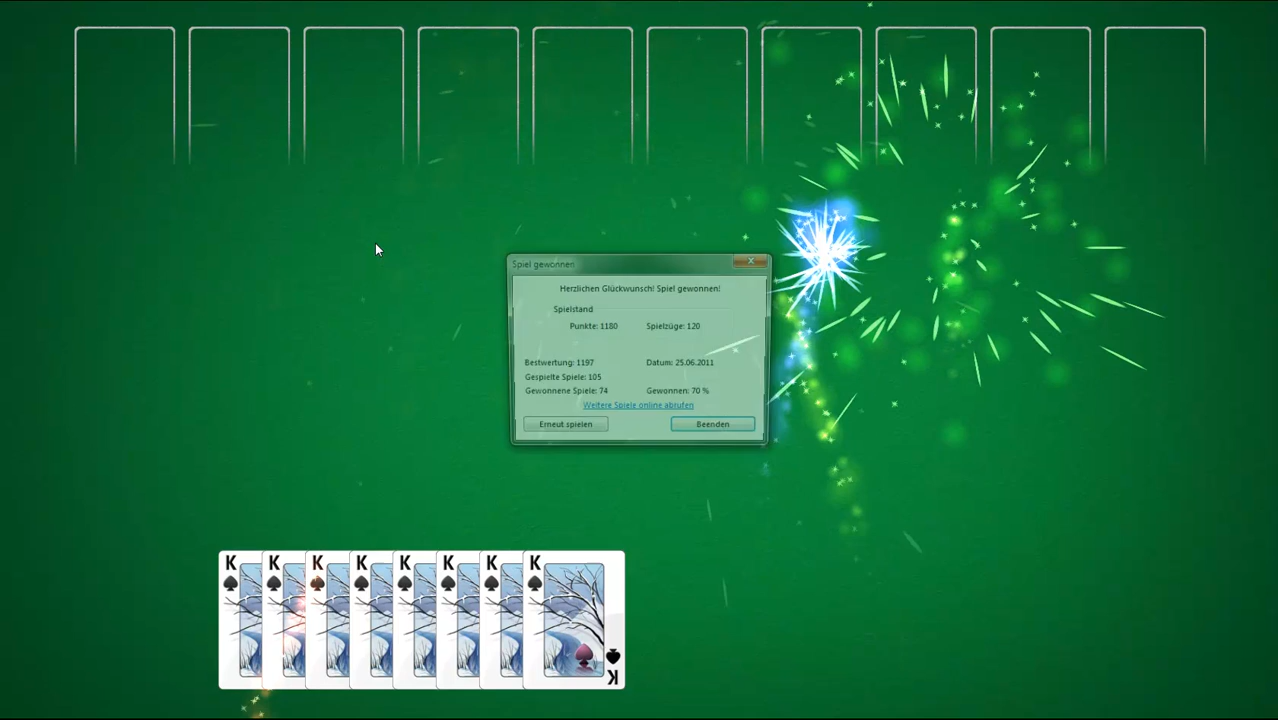 Spiel gewonnen
Herzlichen Glückwunsch! Spiel gewonnen!
Spielstand
Punkte: 1180 Spielzüge: 120
Bestwertung: 1197 Datum: 25.06.2011
Gespielte Spiele: 105
Gewonnene Spiele: 74 Gewonnen: 70 %
Weitere Spiele online abrufen
Erneut spielen Beenden
K K K K K K K K
K